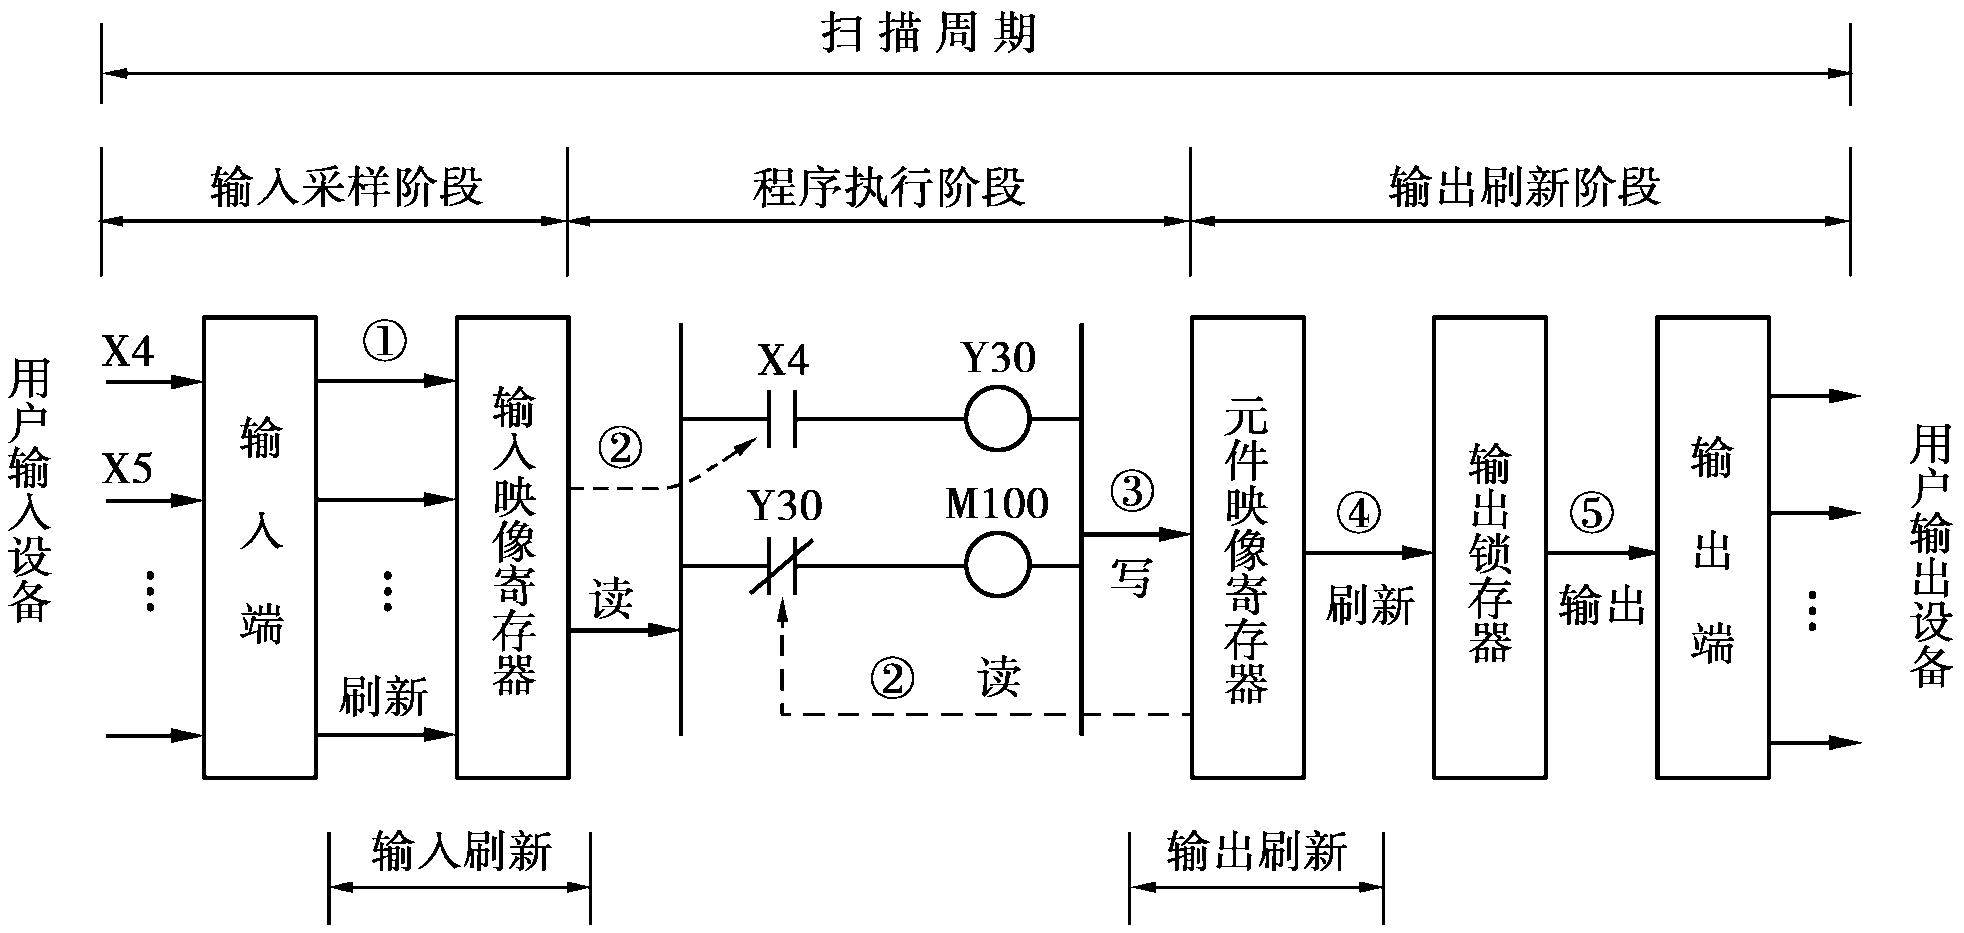 扫描周期
输入采样阶段
程序执行阶段
输出刷新阶段
用户输入设备
X4
X5
⋮
输入端
①
⋮
刷新
输入映像寄存器
②
读
X4
Y30
Y30
M100
②
读
③
写
元件映像寄存器
④
刷新
输出锁存器
⑤
输出
输出端
⋮
用户输出设备
输入刷新
输出刷新